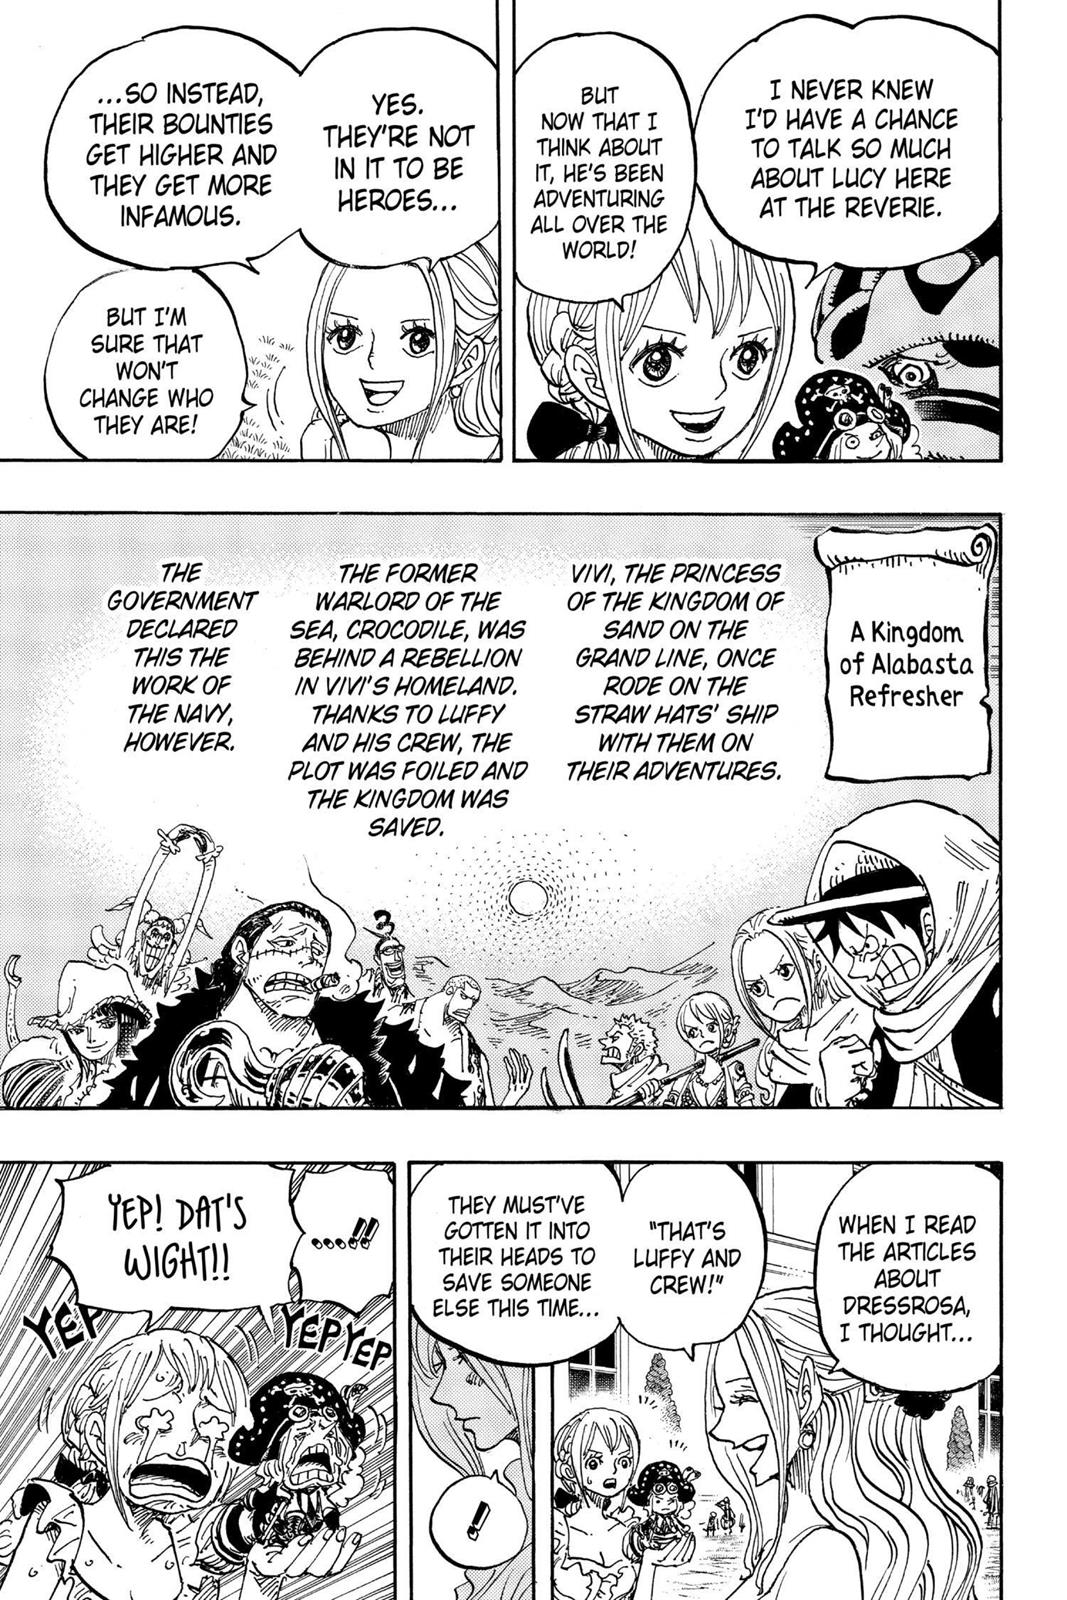 I NEVER KNEW
I'D HAVE A CHANCE
TO TALK SO MUCH
ABOUT LUCY HERE
AT THE REVERIE.
BUT
NOW THAT I
THINK ABOUT
IT, HE'S BEEN
ADVENTURING
ALL OVER THE
WORLD!
YES.
THEY'RE NOT
IN IT TO BE
HEROES...
...SO INSTEAD,
THEIR BOUNTIES
GET HIGHER AND
THEY GET MORE
INFAMOUS.
BUT I'M
SURE THAT
WON'T
CHANGE WHO
THEY ARE!
A Kingdom
of Alabasta
Refresher
VIVI, THE PRINCESS
OF THE KINGDOM OF
SAND ON THE
GRAND LINE, ONCE
RODE ON THE
STRAW HATS' SHIP
WITH THEM ON
THEIR ADVENTURES.
THE FORMER
WARLORD OF THE
SEA, CROCODILE, WAS
BEHIND A REBELLION
IN VIVI'S HOMELAND.
THANKS TO LUFFY
AND HIS CREW, THE
PLOT WAS FOILED AND
THE KINGDOM WAS
SAVED.
THE
GOVERNMENT
DECLARED
THIS THE
WORK OF
THE NAVY,
HOWEVER.
3
WHEN I READ
THE ARTICLES
ABOUT
DRESSROSA,
I THOUGHT...
"THAT'S
LUFFY AND
CREW!"
THEY MUST'VE
GOTTEN IT INTO
THEIR HEADS TO
SAVE SOMEONE
ELSE THIS TIME...
!
...!!
YEP! DAT'S
WIGHT!!
YEP
YEP YEP